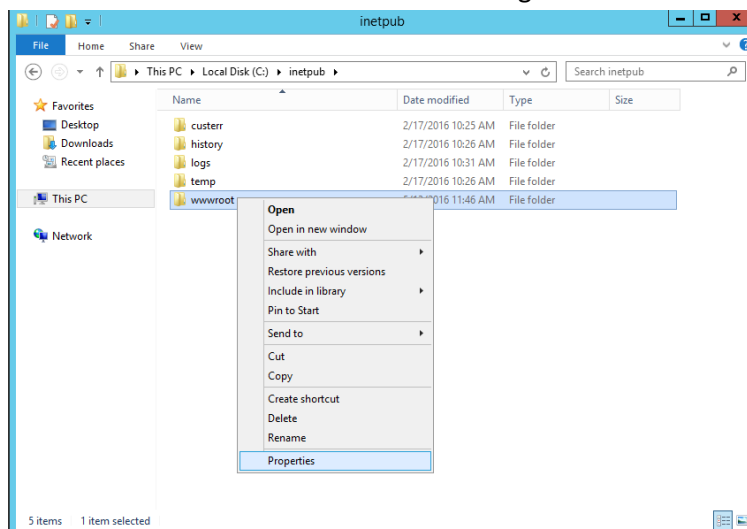 inetpub
File Home Share View
This PC Local Disk (C:) inetpub Search inetpub
Name Date modified Type Size
Favorites
Desktop
Downloads
Recent places
This PC
Network
custerr 2/17/2016 10:25 AM File folder
history 2/17/2016 10:26 AM File folder
logs 2/17/2016 10:31 AM File folder
temp 2/17/2016 10:26 AM File folder
wwwroot 2016 11:46 AM File folder
Open
Open in new window
Share with
Restore previous versions
Include in library
Pin to Start
Send to
Cut
Copy
Create shortcut
Delete
Rename
Properties
5 items 1 item selected